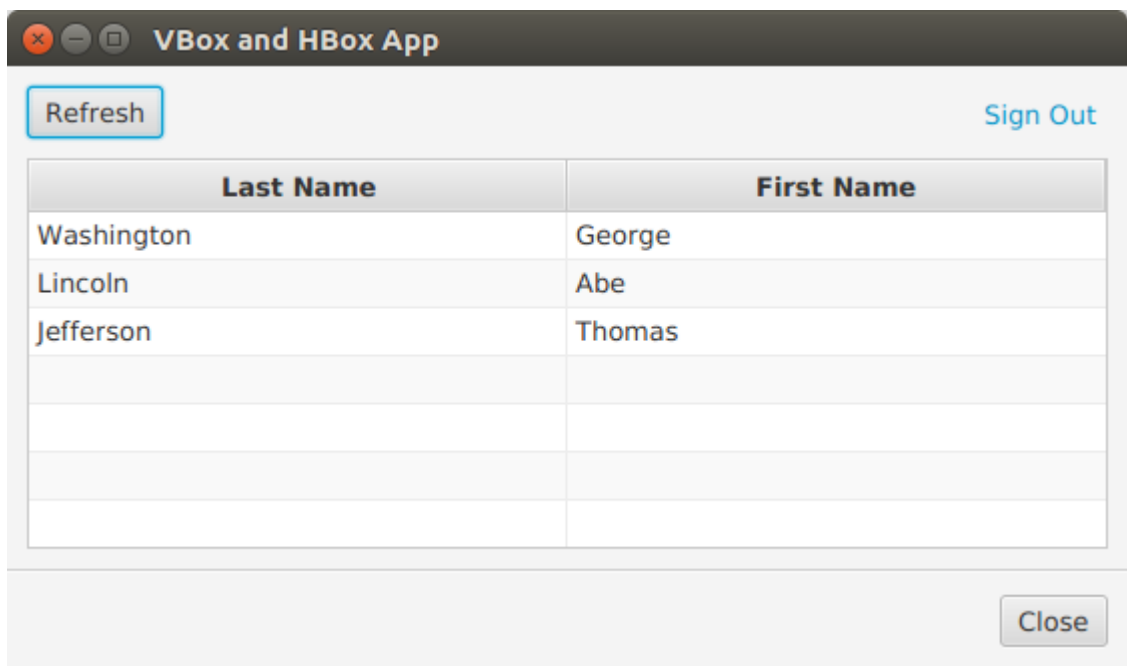 VBox and HBox App
Refresh Sign Out
Last Name First Name
Washington George
Lincoln Abe
Jefferson Thomas
Close